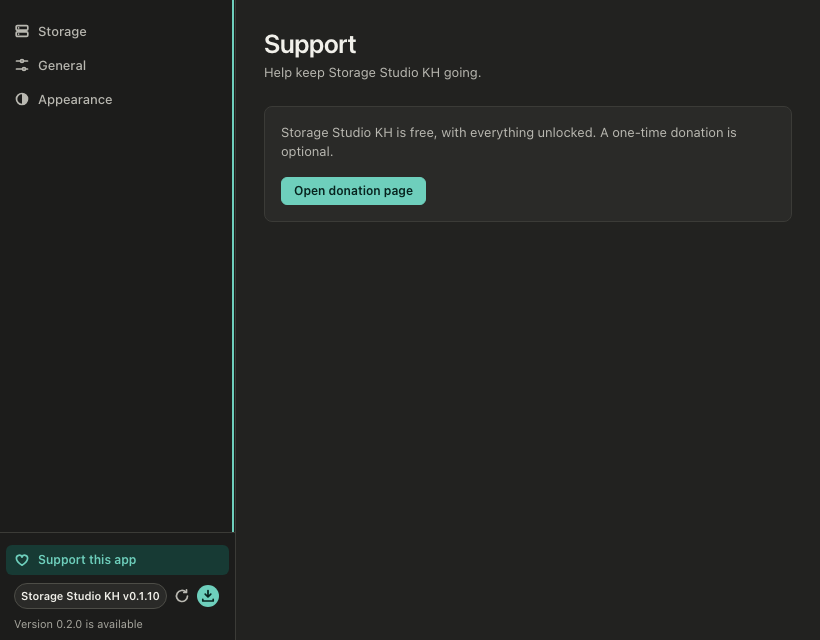 Storage
General
Appearance
Support this app
Storage Studio KH v0.1.10
Version 0.2.0 is available
Support
Help keep Storage Studio KH going.
Storage Studio KH is free, with everything unlocked. A one-time donation is
optional.
Open donation page